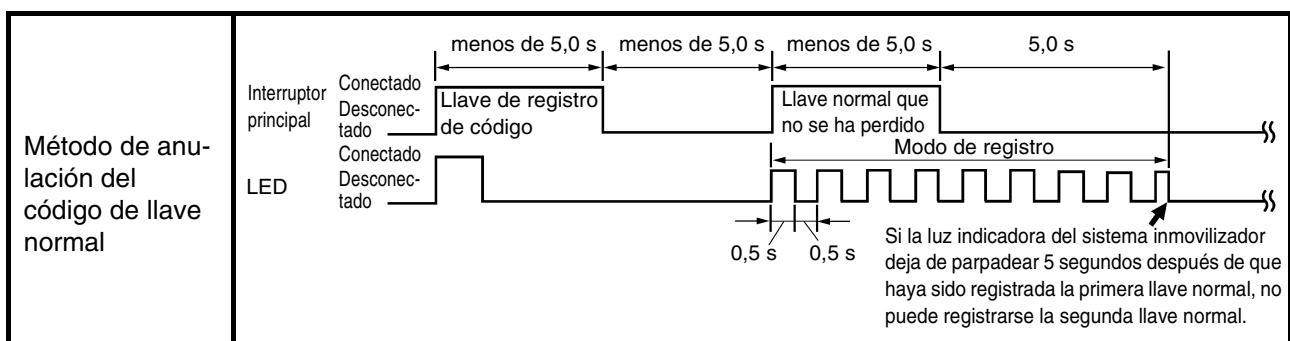 Método de anu-
lación del
código de llave
normal
menos de 5,0 s menos de 5,0 s menos de 5,0 s 5,0 s
Interruptor
principal
Conectado
Desconec-
tado
Llave de registro
de código
Llave normal que
no se ha perdido
Modo de registro
LED
Conectado
Desconec-
tado
0,5 s 0,5 s
Si la luz indicadora del sistema inmovilizador
deja de parpadear 5 segundos después de que
haya sido registrada la primera llave normal, no
puede registrarse la segunda llave normal.